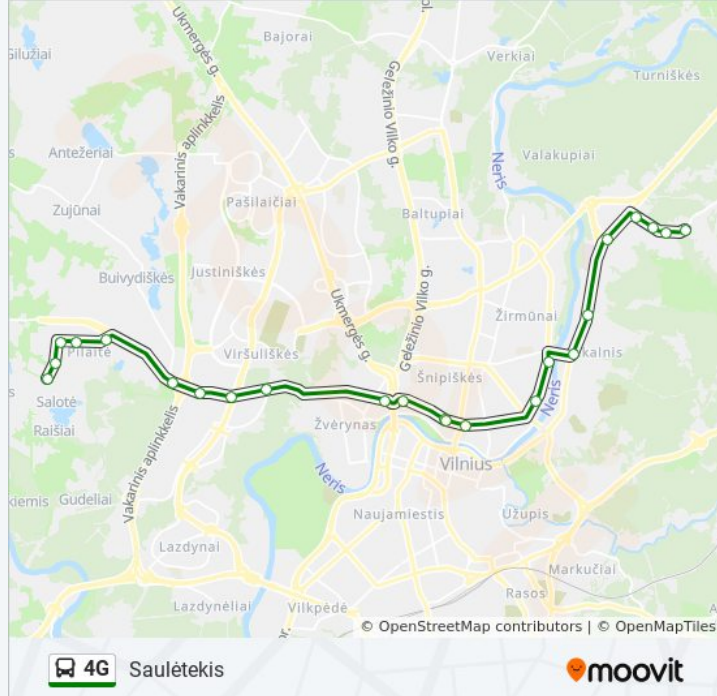 Ukmergės g.
Bajorai
Gilužiai
Geležinio Vilko g.
Verkiai
Turniškės
Vakarinis aplinkkelis
Antežeriai
Neris
Valakupiai
Pašilaičiai
Zujūnai
Baltupiai
Buivydiškės
Justiniškės
Ukmergės g.
Geležinio Vilko g.
Žirmūnai
Pilaitė
Viršuliškės
Šnipiškės
Salotė
Raišiai
Žvėrynas
Neris
Vakarinis aplinkkelis
Neris
Vilnius
Gudeliai
Naujamiestis
Užupis
Lazdynai
Markučiai
Rasos
Lazdynėliai
Vilkpėdė
© OpenStreetMap contributors | © OpenMapTiles
4G Saulėtekis
moovit